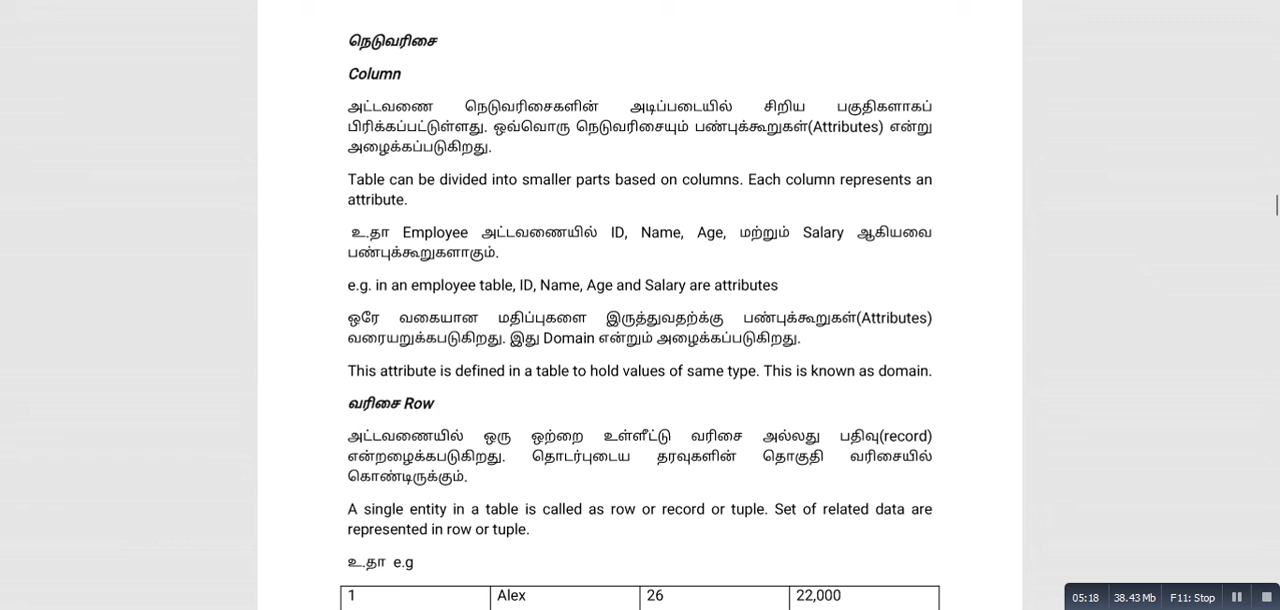 நெடுவரிசை
Column
அட்டவணை நெடுவரிசைகளின் அடிப்படையில் சிறிய பகுதிகளாகப்
பிரிக்கப்பட்டுள்ளது. ஒவ்வொரு நெடுவரிசையும் பண்புக்கூறுகள்(Attributes) என்று
அழைக்கப்படுகிறது.
Table can be divided into smaller parts based on columns. Each column represents an
attribute.
உ.தா Employee அட்டவணையில் ID, Name, Age, மற்றும் Salary ஆகியவை
பண்புக்கூறுகளாகும்.
e.g. in an employee table, ID, Name, Age and Salary are attributes
ஒரே வகையான மதிப்புகளை இருத்துவதற்க்கு பண்புக்கூறுகள்(Attributes)
வரையறுக்கபடுகிறது. இது Domain என்றும் அழைக்கப்படுகிறது.
This attribute is defined in a table to hold values of same type. This is known as domain.
வரிசை Row
அட்டவணையில் ஒரு ஒற்றை உள்ளீட்டு வரிசை அல்லது பதிவு(record)
என்றழைக்கபடுகிறது. தொடர்புடைய தரவுகளின் தொகுதி வரிசையில்
கொண்டிருக்கும்.
A single entity in a table is called as row or record or tuple. Set of related data are
represented in row or tuple.
உ.தா e.g
1 Alex 26 22,000
05:18 38.43 Mb F11: Stop